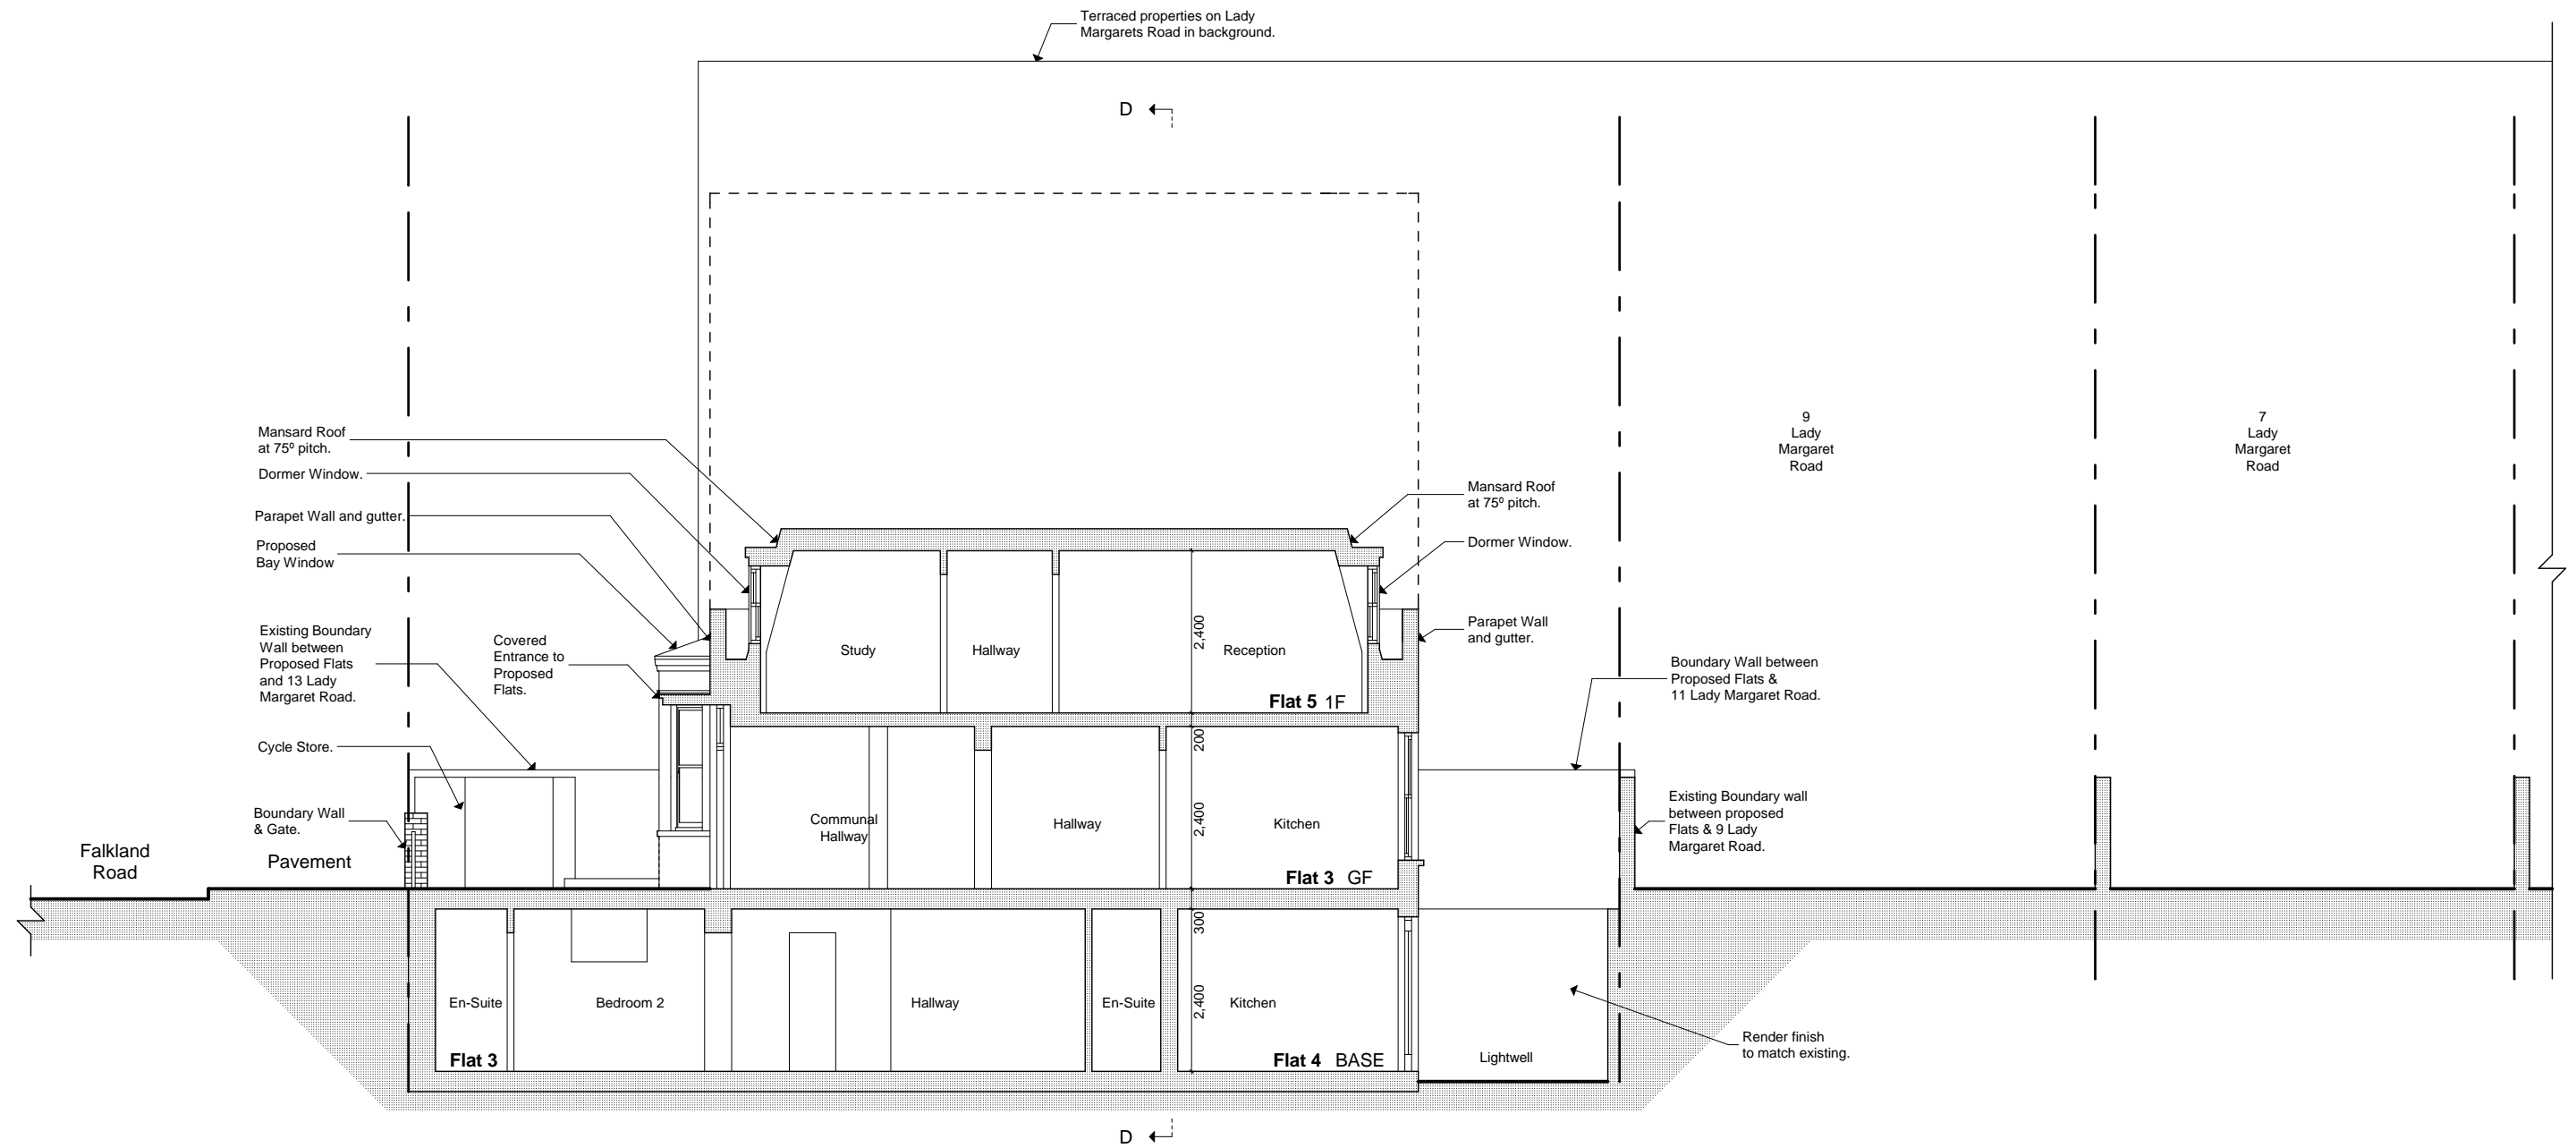 Terraced properties on Lady
Margarets Road in background.
D
9
Lady
Margaret
Road
7
Lady
Margaret
Road
Mansard Roof
at 75º pitch.
Dormer Window.
Parapet Wall and gutter.
Proposed
Bay Window
Existing Boundary
Wall between
Proposed Flats
and 13 Lady
Margaret Road.
Covered
Entrance to
Proposed
Flats.
Cycle Store.
Boundary Wall
& Gate.
Falkland
Road
Pavement
Mansard Roof
at 75º pitch.
Dormer Window.
Parapet Wall
and gutter.
Boundary Wall between
Proposed Flats &
11 Lady Margaret Road.
Existing Boundary wall
between proposed
Flats & 9 Lady
Margaret Road.
Study
Hallway
2,400
Reception
Flat 5 1F
200
Communal
Hallway
Hallway
2,400
Kitchen
Flat 3 GF
300
En-Suite
Bedroom 2
Hallway
En-Suite
2,400
Kitchen
Flat 3
Flat 4 BASE
Lightwell
Render finish
to match existing.
D